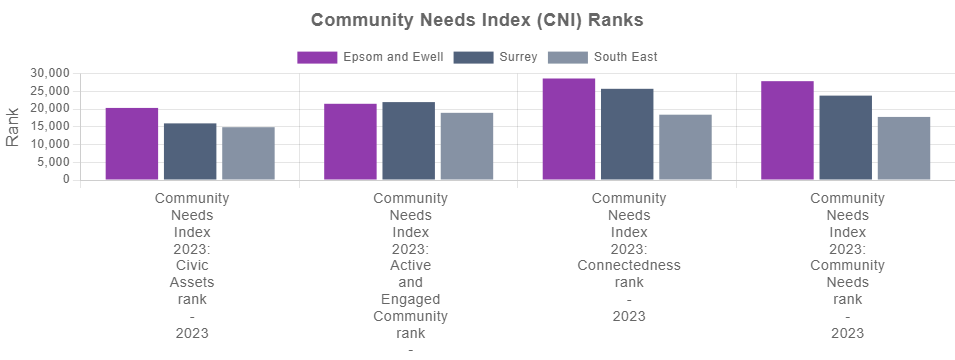 Community Needs Index (CNI) Ranks
Epsom and Ewell Surrey South East
Rank
30,000
25,000
20,000
15,000
10,000
5,000
0
Community
Needs
Index
2023:
Civic
Assets
rank
-
2023
Community
Needs
Index
2023:
Active
and
Engaged
Community
rank
-
Community
Needs
Index
2023:
Connectedness
rank
-
2023
Community
Needs
Index
2023:
Community
Needs
rank
-
2023